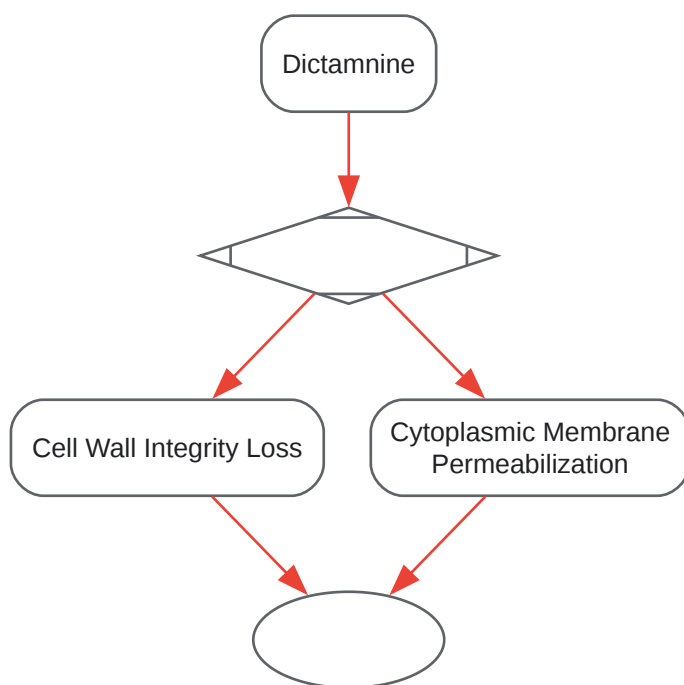 Dictamnine
Cell Wall Integrity Loss
Cytoplasmic Membrane
Permeabilization